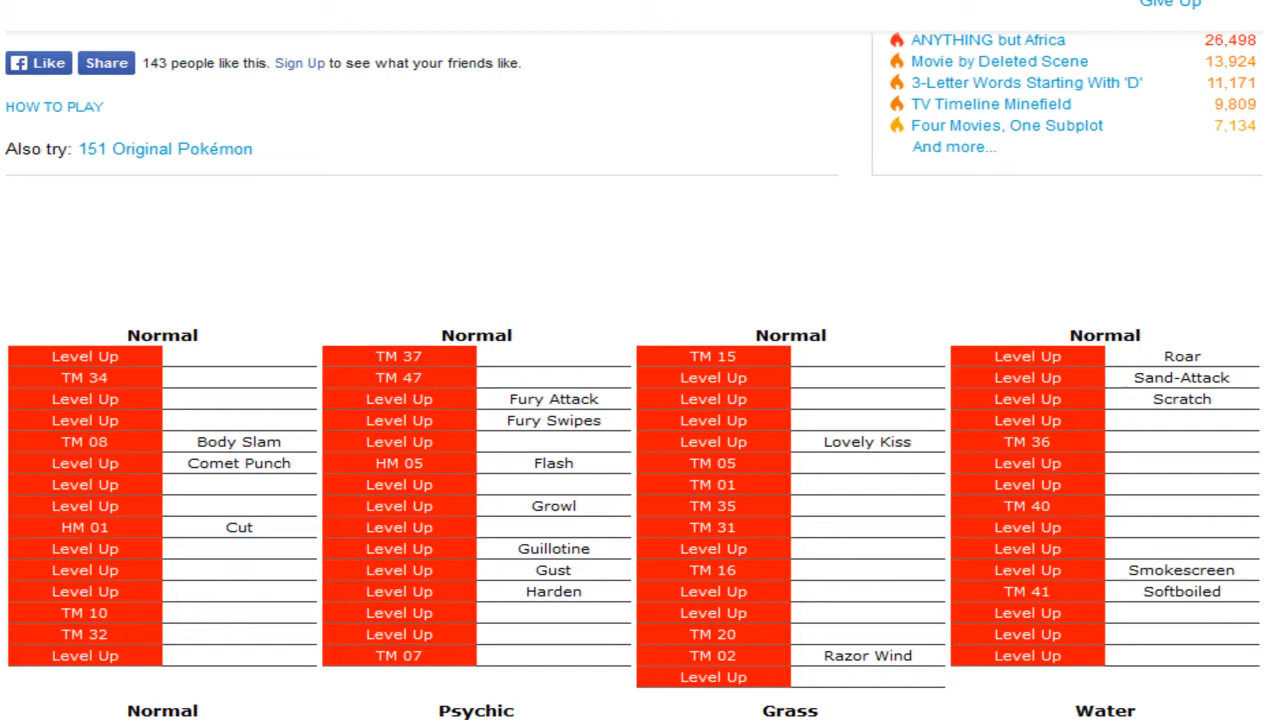 Give Up
ANYTHING but Africa 26,498
Movie by Deleted Scene 13,924
3-Letter Words Starting With 'D' 11,171
TV Timeline Minefield 9,809
Four Movies, One Subplot 7,134
And more...
Like Share 143 people like this. Sign Up to see what your friends like.
HOW TO PLAY
Also try: 151 Original Pokémon
Normal Normal Normal Normal
Level Up TM 37 TM 15 Level Up Roar
TM 34 TM 47 Level Up Level Up Sand-Attack
Level Up Level Up Fury Attack Level Up Level Up Scratch
Level Up Level Up Fury Swipes Level Up Level Up
TM 08 Body Slam Level Up Level Up Lovely Kiss TM 36
Level Up Comet Punch HM 05 Flash TM 05 Level Up
Level Up Level Up TM 01 Level Up
Level Up Level Up Growl TM 35 TM 40
HM 01 Cut Level Up TM 31 Level Up
Level Up Level Up Guillotine Level Up Level Up
Level Up Level Up Gust TM 16 Level Up Smokescreen
Level Up Level Up Harden Level Up TM 41 Softboiled
TM 10 Level Up Level Up Level Up
TM 32 Level Up TM 20 Level Up
Level Up TM 07 TM 02 Razor Wind Level Up
Level Up
Normal Psychic Grass Water